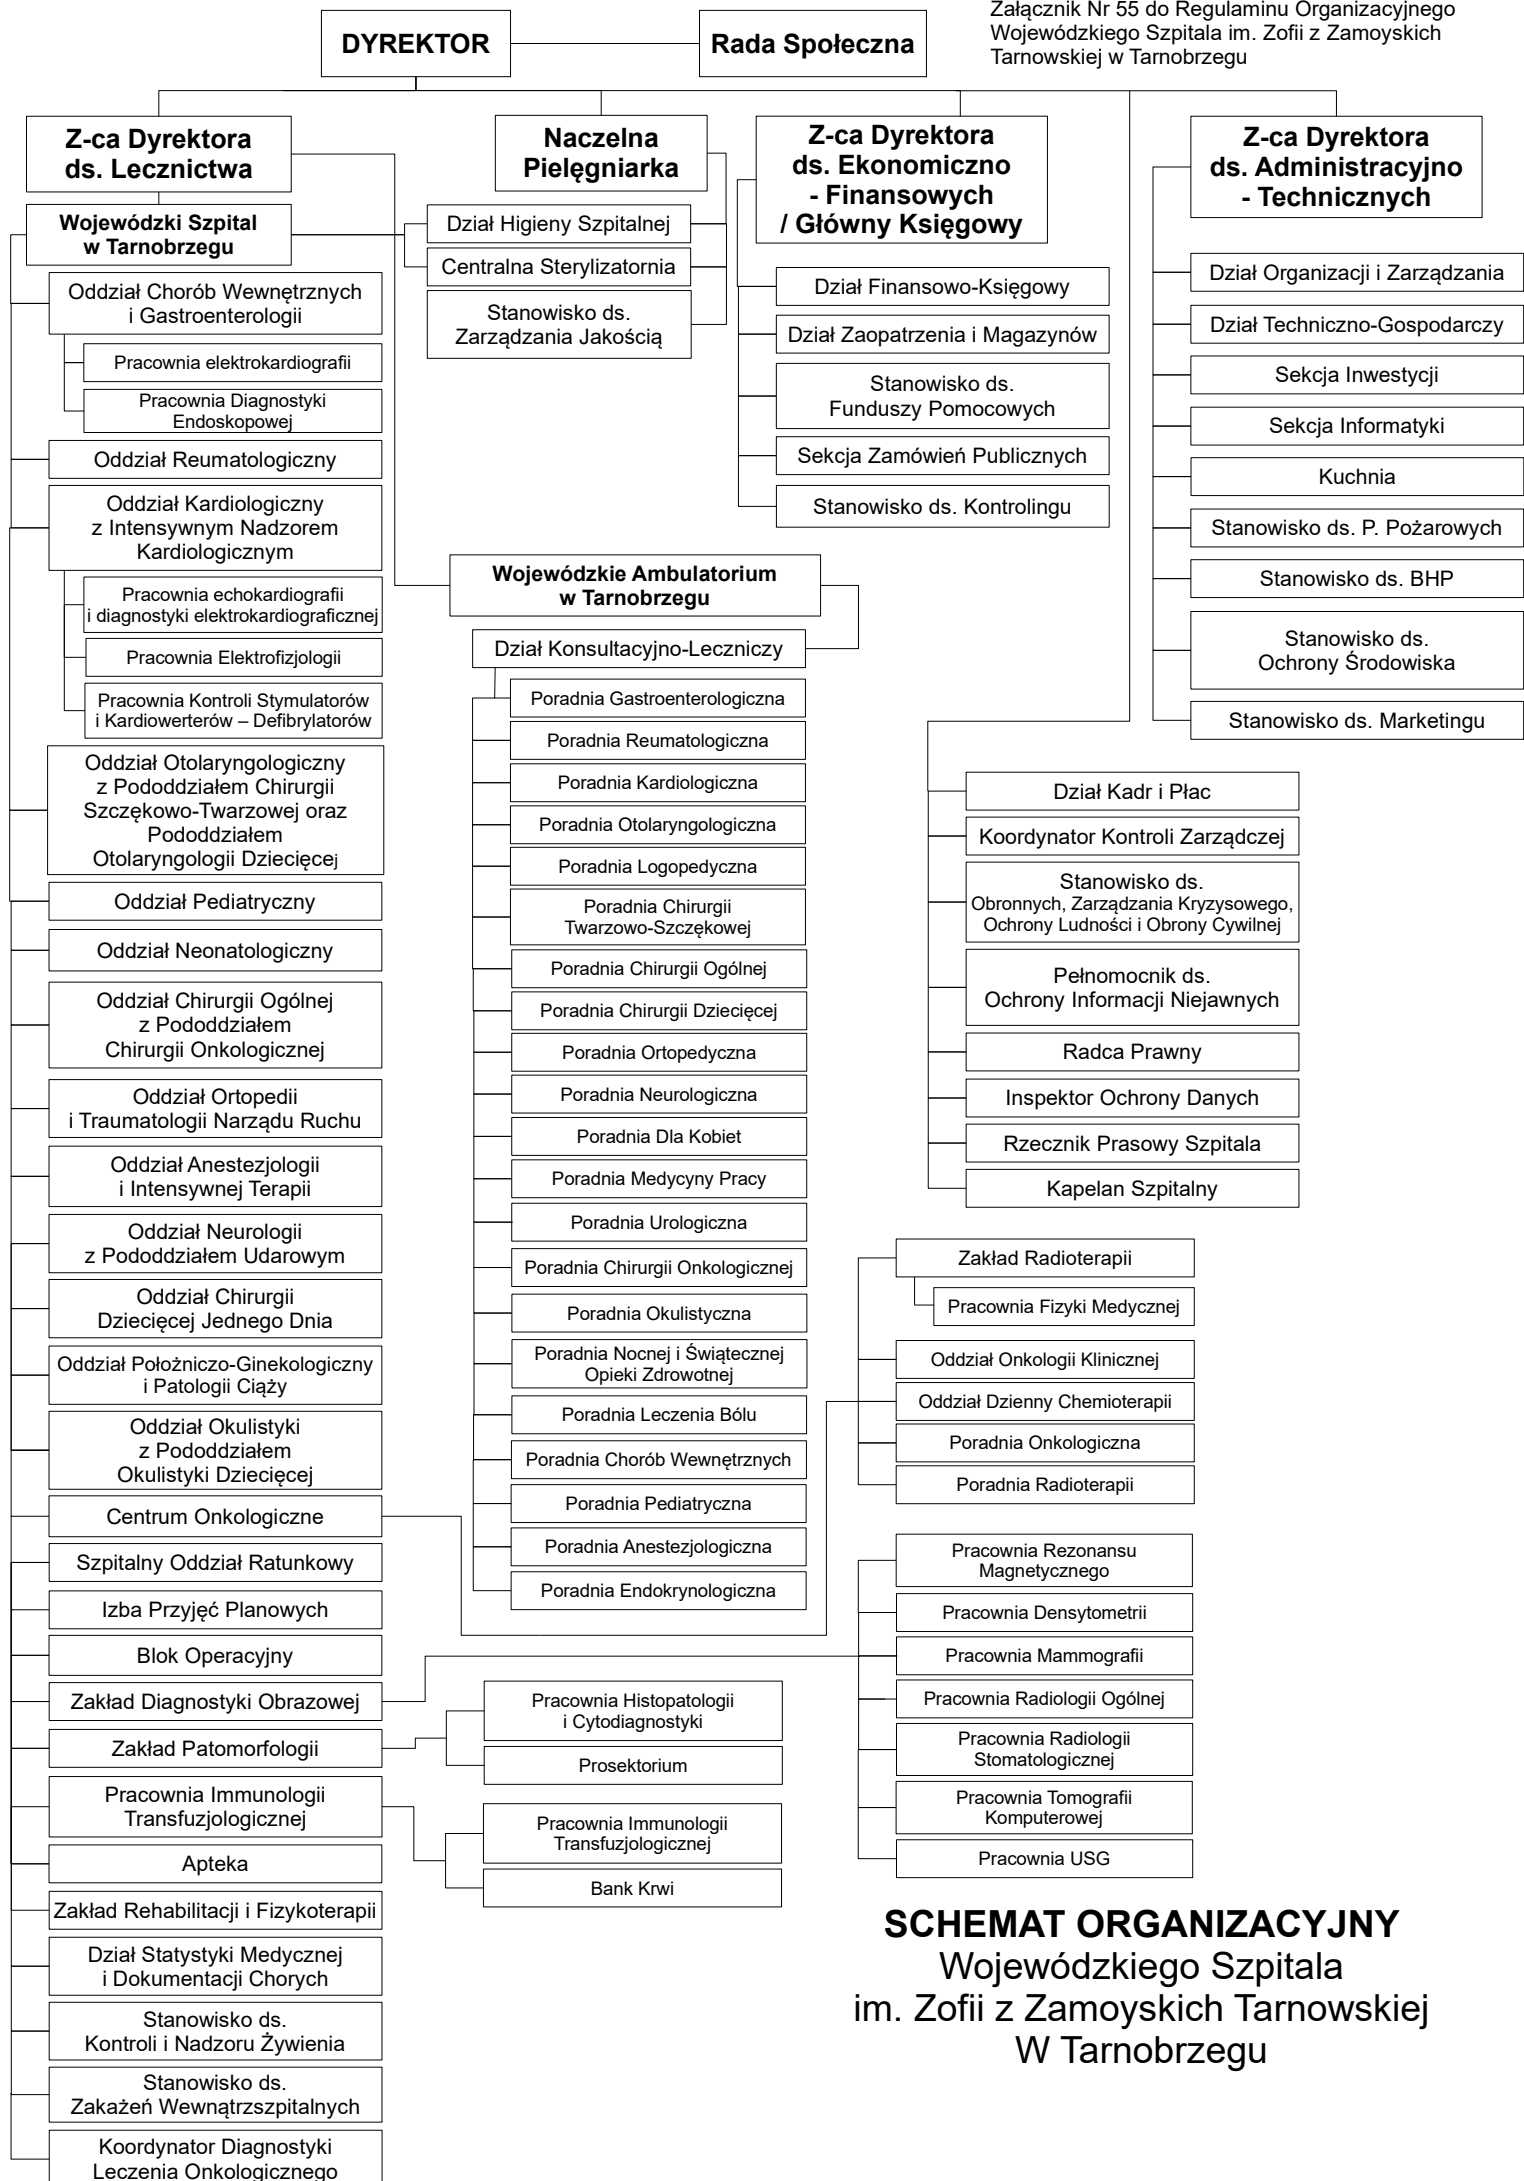 Załącznik Nr 55 do Regulaminu Organizacyjnego
Wojewódzkiego Szpitala im. Zofii z Zamoyskich
Tarnowskiej w Tarnobrzegu
DYREKTOR
Rada Społeczna
Z-ca Dyrektora
ds. Lecznictwa
Naczelna
Pielęgniarka
Z-ca Dyrektora
ds. Ekonomiczno
- Finansowych
/ Główny Księgowy
Z-ca Dyrektora
ds. Administracyjno
- Technicznych
Wojewódzki Szpital
w Tarnobrzegu
Oddział Chorób Wewnętrznych
i Gastroenterologii
Pracownia elektrokardiografii
Pracownia Diagnostyki
Endoskopowej
Oddział Reumatologiczny
Oddział Kardiologiczny
z Intensywnym Nadzorem
Kardiologicznym
Pracownia echokardiografii
i diagnostyki elektrokardiograficznej
Pracownia Elektrofizjologii
Pracownia Kontroli Stymulatorów
i Kardiowerterów – Defibrylatorów
Oddział Otolaryngologiczny
z Pododdziałem Chirurgii
Szczękowo-Twarzowej oraz
Pododdziałem
Otolaryngologii Dziecięcej
Oddział Pediatryczny
Oddział Neonatologiczny
Oddział Chirurgii Ogólnej
z Pododdziałem
Chirurgii Onkologicznej
Oddział Ortopedii
i Traumatologii Narządu Ruchu
Oddział Anestezjologii
i Intensywnej Terapii
Oddział Neurologii
z Pododdziałem Udarowym
Oddział Chirurgii
Dziecięcej Jednego Dnia
Oddział Położniczo-Ginekologiczny
i Patologii Ciąży
Oddział Okulistyki
z Pododdziałem
Okulistyki Dziecięcej
Centrum Onkologiczne
Szpitalny Oddział Ratunkowy
Izba Przyjęć Planowych
Blok Operacyjny
Zakład Diagnostyki Obrazowej
Zakład Patomorfologii
Pracownia Immunologii
Transfuzjologicznej
Apteka
Zakład Rehabilitacji i Fizykoterapii
Dział Statystyki Medycznej
i Dokumentacji Chorych
Stanowisko ds.
Kontroli i Nadzoru Żywienia
Stanowisko ds.
Zakażeń Wewnątrzszpitalnych
Koordynator Diagnostyki
Leczenia Onkologicznego
Dział Higieny Szpitalnej
Centralna Sterylizatornia
Stanowisko ds.
Zarządzania Jakością
Dział Finansowo-Księgowy
Dział Zaopatrzenia i Magazynów
Stanowisko ds.
Funduszy Pomocowych
Sekcja Zamówień Publicznych
Stanowisko ds. Kontrolingu
Dział Organizacji i Zarządzania
Dział Techniczno-Gospodarczy
Sekcja Inwestycji
Sekcja Informatyki
Kuchnia
Stanowisko ds. P. Pożarowych
Stanowisko ds. BHP
Stanowisko ds.
Ochrony Środowiska
Stanowisko ds. Marketingu
Wojewódzkie Ambulatorium
w Tarnobrzegu
Dział Konsultacyjno-Leczniczy
Poradnia Gastroenterologiczna
Poradnia Reumatologiczna
Poradnia Kardiologiczna
Poradnia Otolaryngologiczna
Poradnia Logopedyczna
Poradnia Chirurgii
Twarzowo-Szczękowej
Poradnia Chirurgii Ogólnej
Poradnia Chirurgii Dziecięcej
Poradnia Ortopedyczna
Poradnia Neurologiczna
Poradnia Dla Kobiet
Poradnia Medycyny Pracy
Poradnia Urologiczna
Poradnia Chirurgii Onkologicznej
Poradnia Okulistyczna
Poradnia Nocnej i Świątecznej
Opieki Zdrowotnej
Poradnia Leczenia Bólu
Poradnia Chorób Wewnętrznych
Poradnia Pediatryczna
Poradnia Anestezjologiczna
Poradnia Endokrynologiczna
Dział Kadr i Płac
Koordynator Kontroli Zarządczej
Stanowisko ds.
Obronnych, Zarządzania Kryzysowego,
Ochrony Ludności i Obrony Cywilnej
Pełnomocnik ds.
Ochrony Informacji Niejawnych
Radca Prawny
Inspektor Ochrony Danych
Rzecznik Prasowy Szpitala
Kapelan Szpitalny
Zakład Radioterapii
Pracownia Fizyki Medycznej
Oddział Onkologii Klinicznej
Oddział Dzienny Chemioterapii
Poradnia Onkologiczna
Poradnia Radioterapii
Pracownia Rezonansu
Magnetycznego
Pracownia Densytometrii
Pracownia Mammografii
Pracownia Radiologii Ogólnej
Pracownia Radiologii
Stomatologicznej
Pracownia Tomografii
Komputerowej
Pracownia USG
Pracownia Histopatologii
i Cytodiagnostyki
Prosektorium
Pracownia Immunologii
Transfuzjologicznej
Bank Krwi
SCHEMAT ORGANIZACYJNY
Wojewódzkiego Szpitala
im. Zofii z Zamoyskich Tarnowskiej
W Tarnobrzegu